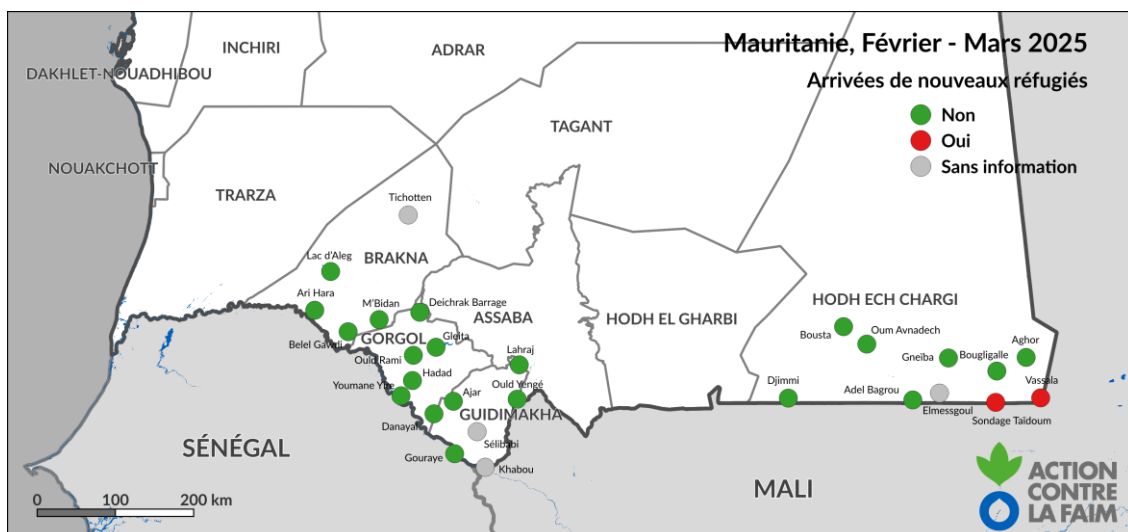 Mauritanie, Février - Mars 2025
Arrivées de nouveaux réfugiés
Non
Oui
Sans information
INCHIRI
ADRAR
DAKHLET-NOUADHIBOU
TAGANT
NOUAKCHOTT
TRARZA
Tichotten
BRAKNA
Lac d'Aleg
Ari Hara
M'Bidan
Deichrak Barrage
ASSABA
HODH EL GHARBI
HODH ECH CHARGI
Belel Gawdi
GORGOL
Gleita
Ould Rami
Lahraj
Hadad
Youmane Yire
Ajar
Ould Yengé
GUIDIMAKHA
Danayal
Sélibabi
Gouraye
Khabou
Bousta
Oum Avnadech
Gneiba
Bougligalle
Aghor
Vassala
Djimmi
Adel Bagrou
Elmessgoul
Sondage Taïdoum
SÉNÉGAL
MALI
0 100 200 km
ACTION
CONTRE
LA FAIM